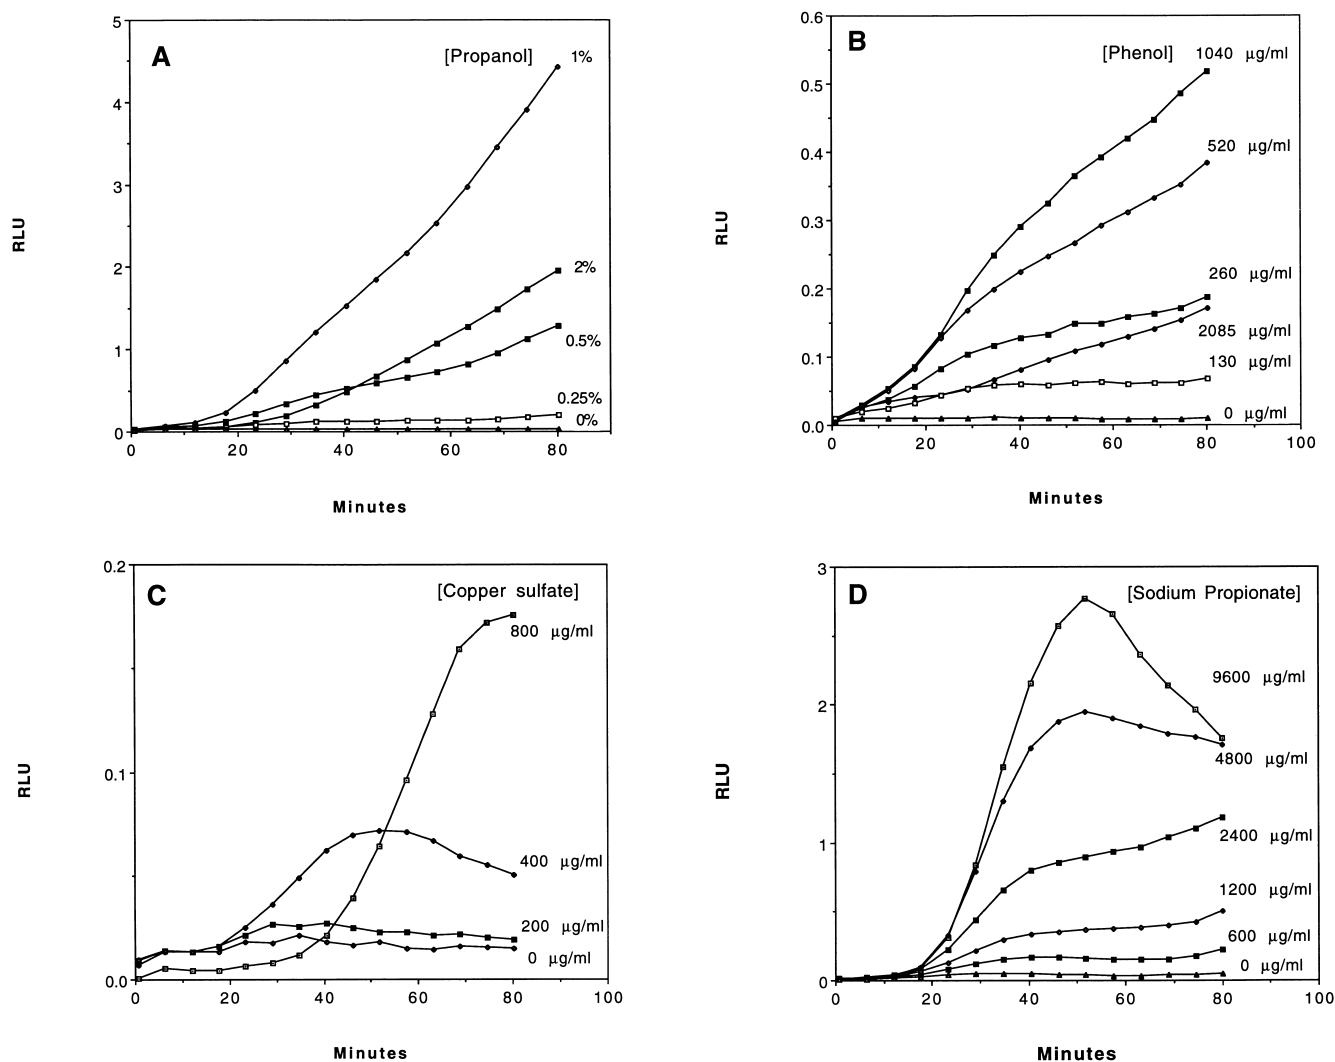 A
[Propanol]
5
4
3
2
1
0
1%
2%
0.5%
0.25%
0%
0 20 40 60 80
RLU
Minutes
B
[Phenol]
0.6
0.5
0.4
0.3
0.2
0.1
0.0
1040 µg/ml
520 µg/ml
260 µg/ml
2085 µg/ml
130 µg/ml
0 µg/ml
0 20 40 60 80 100
RLU
Minutes
C
[Copper sulfate]
0.2
0.1
0.0
800 µg/ml
400 µg/ml
200 µg/ml
0 µg/ml
0 20 40 60 80 100
RLU
Minutes
D
[Sodium Propionate]
3
2
1
0
9600 µg/ml
4800 µg/ml
2400 µg/ml
1200 µg/ml
600 µg/ml
0 µg/ml
0 20 40 60 80 100
RLU
Minutes